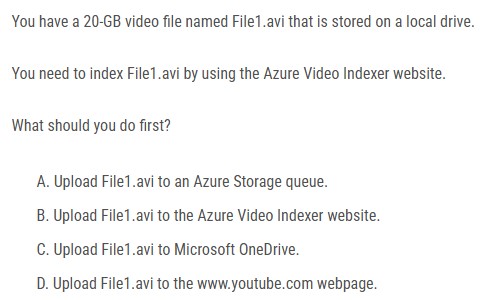 You have a 20-GB video file named File1.avi that is stored on a local drive.
You need to index File1.avi by using the Azure Video Indexer website.
What should you do first?
A. Upload File1.avi to an Azure Storage queue.
B. Upload File1.avi to the Azure Video Indexer website.
C. Upload File1.avi to Microsoft OneDrive.
D. Upload File1.avi to the www.youtube.com webpage.